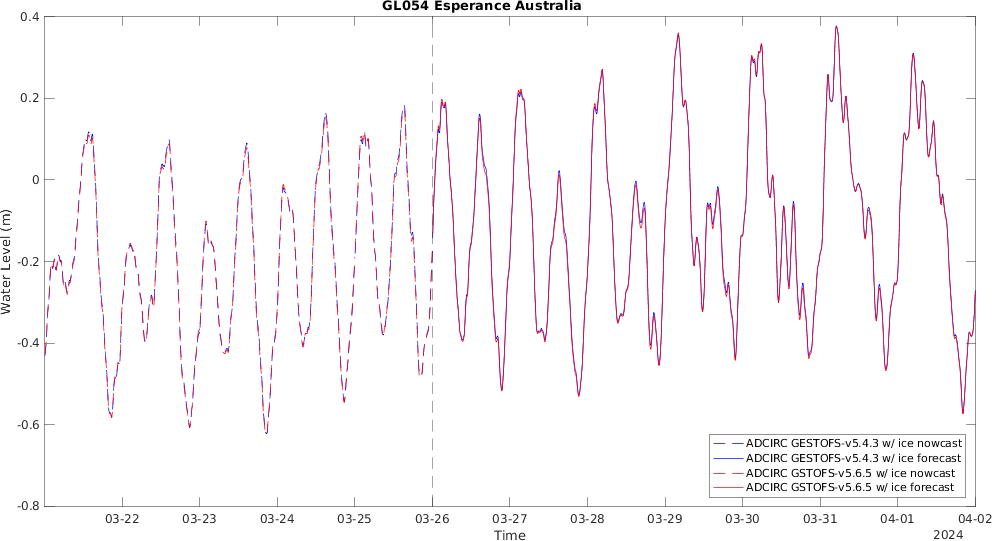 GL054 Esperance Australia
Water Level (m)
0.4
0.2
0
-0.2
-0.4
-0.6
-0.8
ADCIRC GESTOFS-v5.4.3 w/ ice nowcast
ADCIRC GESTOFS-v5.4.3 w/ ice forecast
ADCIRC GSTOFS-v5.6.5 w/ ice nowcast
ADCIRC GSTOFS-v5.6.5 w/ ice forecast
03-22 03-23 03-24 03-25 03-26 03-27 03-28 03-29 03-30 03-31 04-01 04-02
Time
2024